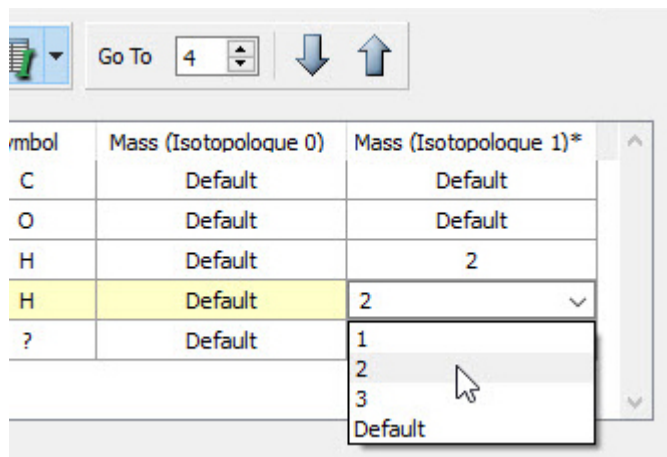 Go To 4
ymbol Mass (Isotopologue 0) Mass (Isotopologue 1)*
C Default Default
O Default Default
H Default 2
H Default 2
? Default
1
2
3
Default